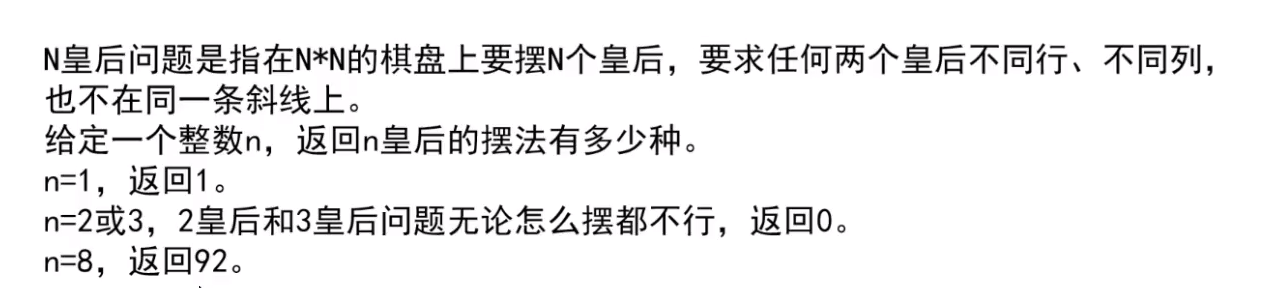 N皇后问题是指在N*N的棋盘上要摆N个皇后，要求任何两个皇后不同行、不同列，
也不在同一条斜线上。
给定一个整数n，返回n皇后的摆法有多少种。
n=1，返回1。
n=2或3，2皇后和3皇后问题无论怎么摆都不行，返回0。
n=8，返回92。